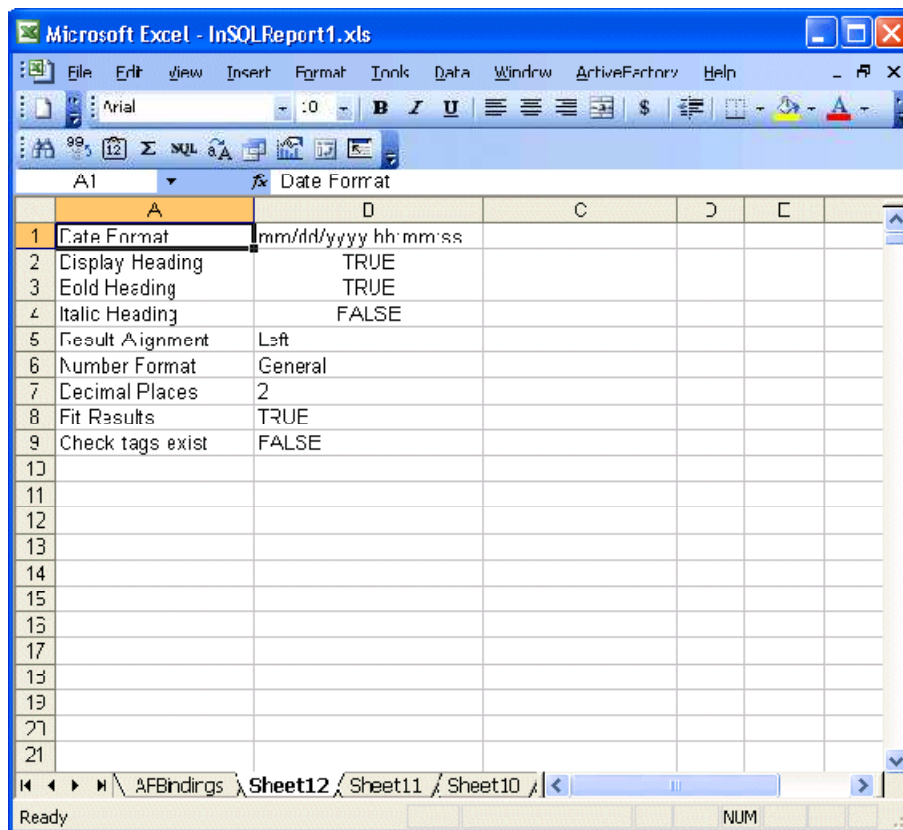 Microsoft Excel - InSQLReport1.xls
File Edit View Insert Format Tools Data Window ActiveFactory Help
Arial 10 B I U $ A
99 12 Σ SQL
A1 fx Date Format
A B C D E
1 Date Format mm/dd/yyyy hh:mm:ss
2 Display Heading TRUE
3 Bold Heading TRUE
4 Italic Heading FALSE
5 Result Alignment Left
6 Number Format General
7 Decimal Places 2
8 Fit Results TRUE
9 Check tags exist FALSE
10
11
12
13
14
15
16
17
18
19
20
21
AFBindings Sheet12 Sheet11 Sheet10
Ready NUM